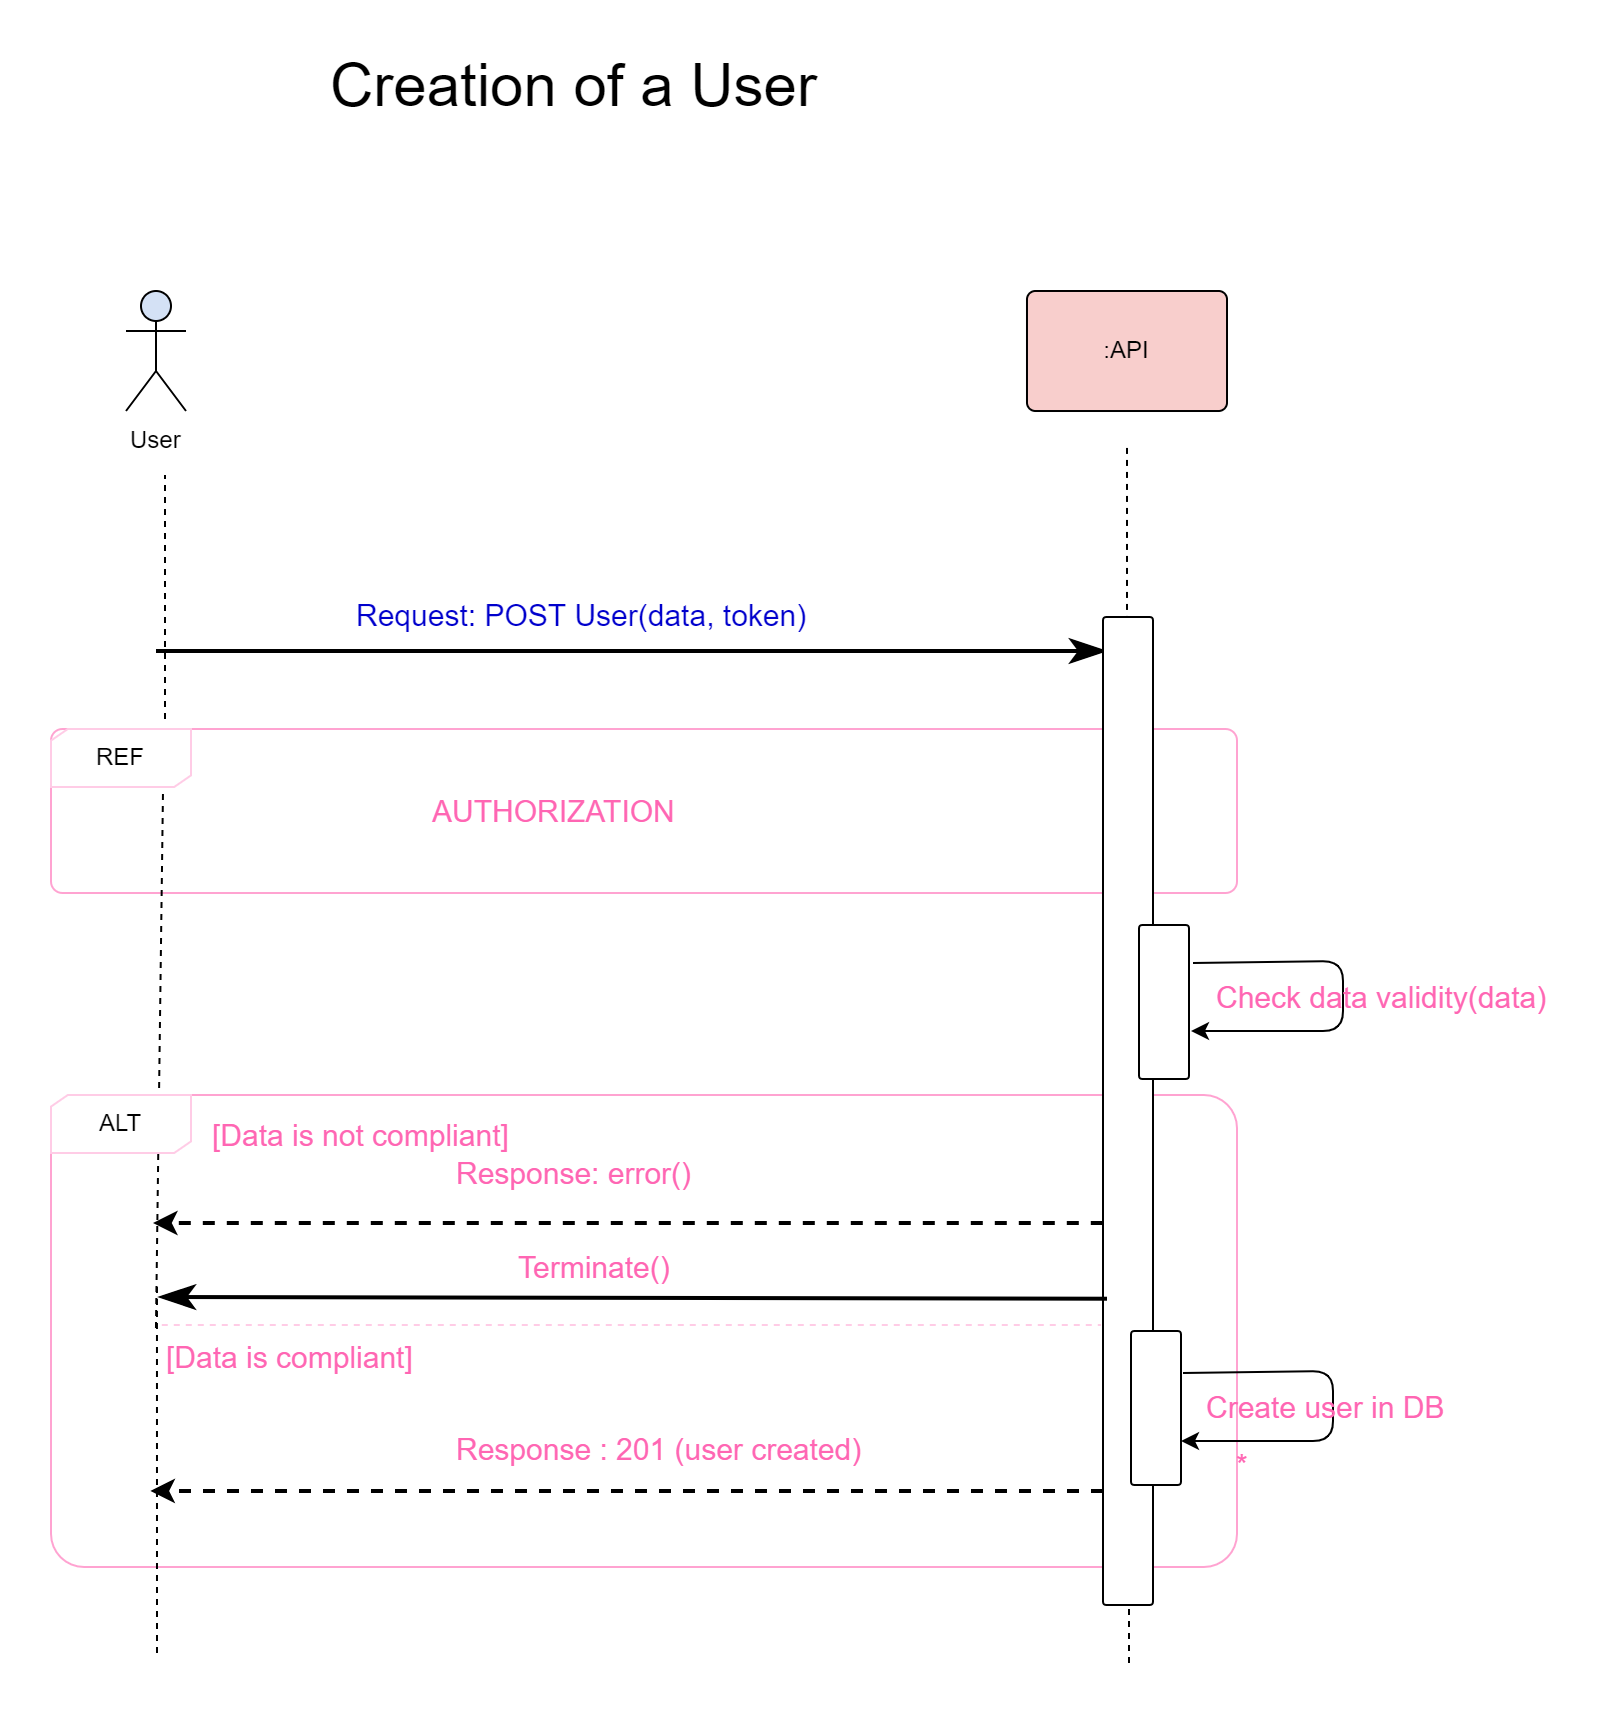 Creation of a User
User
:API
Request: POST User(data, token)
REF
AUTHORIZATION
Check data validity(data)
ALT
[Data is not compliant]
Response: error()
Terminate()
[Data is compliant]
Create user in DB
Response : 201 (user created)
*